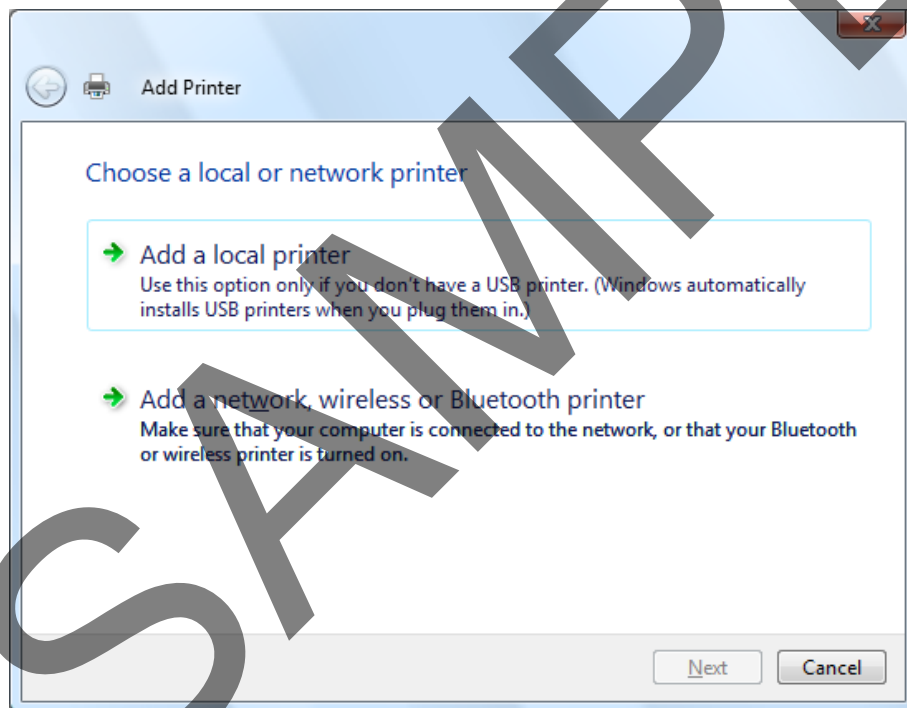 Add Printer
Choose a local or network printer
Add a local printer
Use this option only if you don't have a USB printer. (Windows automatically
installs USB printers when you plug them in.)
Add a network, wireless or Bluetooth printer
Make sure that your computer is connected to the network, or that your Bluetooth
or wireless printer is turned on.
Next Cancel
SAMPL